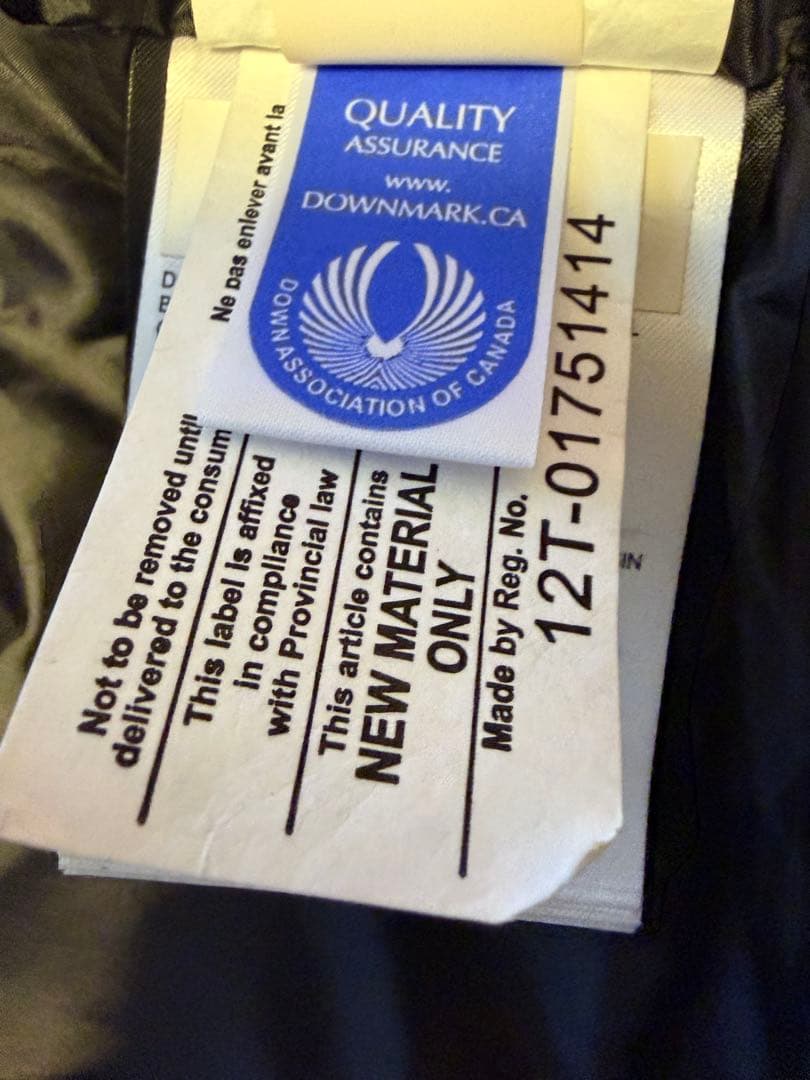 QUALITY
ASSURANCE
www.
DOWNMARK.CA
DOWN ASSOCIATION OF CANADA
Ne pas enlever avant la
Not to be removed until
delivered to the consum
This label is affixed
in compliance
with Provincial law
This article contains
NEW MATERIAL
ONLY
Made by Reg. No.
12T-01751414
IN